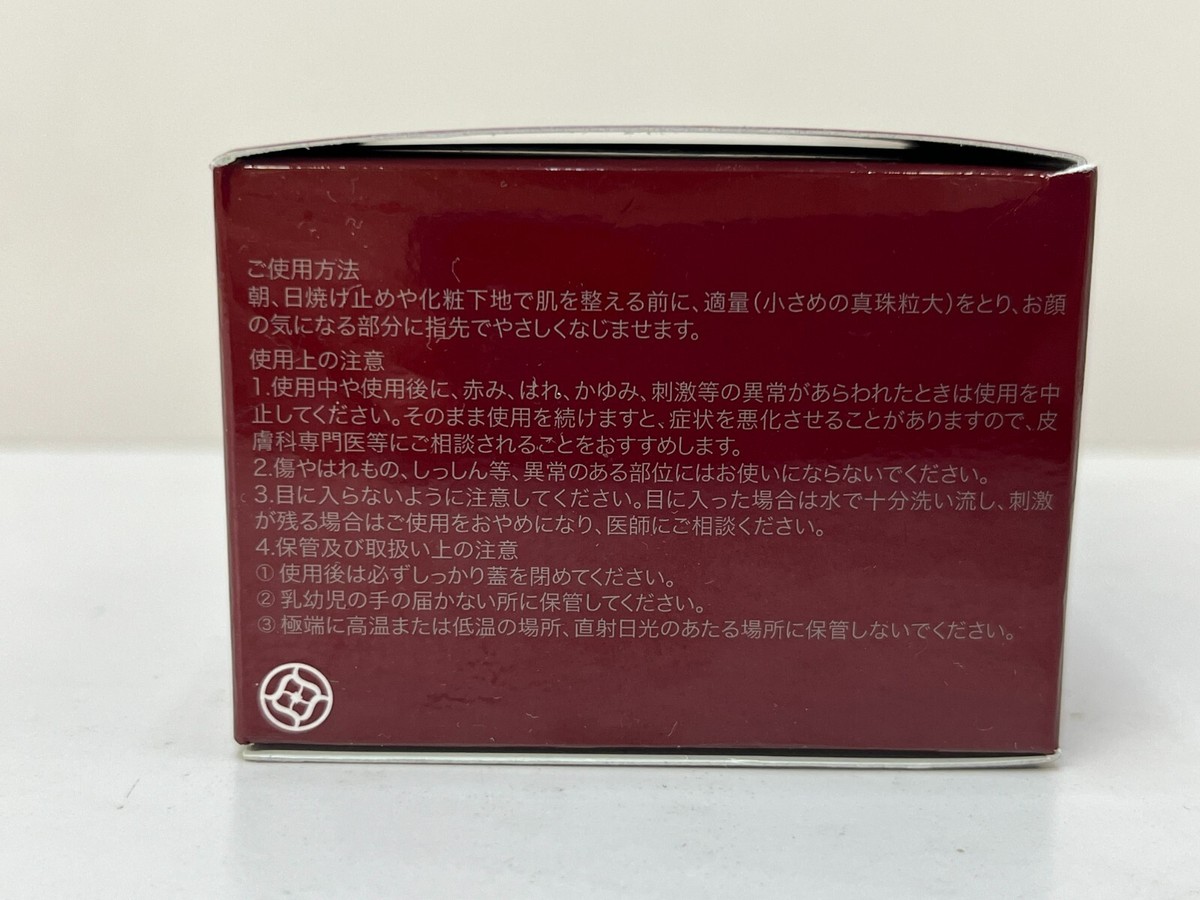 ご使用方法
朝、日焼け止めや化粧下地で肌を整える前に、適量(小さめの真珠粒大)をとり、お顔
の気になる部分に指先でやさしくなじませます。
使用上の注意
1.使用中や使用後に、赤み、はれ、かゆみ、刺激等の異常があらわれたときは使用を中
止してください。そのまま使用を続けますと、症状を悪化させることがありますので、皮
膚科専門医等にご相談されることをおすすめします。
2.傷やはれもの、しっしん等、異常のある部位にはお使いにならないでください。
3.目に入らないように注意してください。目に入った場合は水で十分洗い流し、刺激
が残る場合はご使用をおやめになり、医師にご相談ください。
4.保管及び取扱い上の注意
① 使用後は必ずしっかり蓋を閉めてください。
② 乳幼児の手の届かない所に保管してください。
③ 極端に高温または低温の場所、直射日光のあたる場所に保管しないでください。